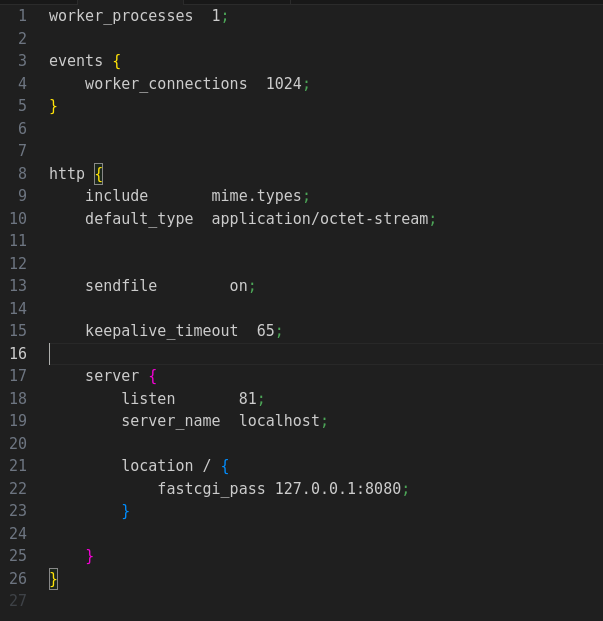 1 worker_processes  1;
2
3 events {
4     worker_connections  1024;
5 }
6
7
8 http {
9     include       mime.types;
10     default_type  application/octet-stream;
11
12
13     sendfile        on;
14
15     keepalive_timeout  65;
16
17     server {
18         listen       81;
19         server_name  localhost;
20
21         location / {
22             fastcgi_pass 127.0.0.1:8080;
23         }
24
25     }
26 }
27